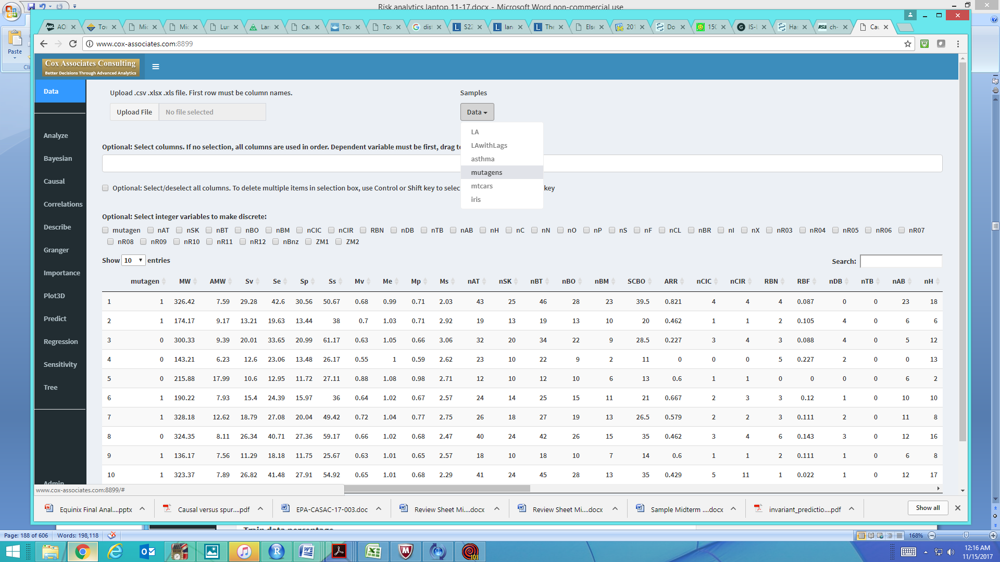 Risk analytics laptop 11-17.docx - Microsoft Word non-commercial use
AOl. AO
Tov
Mic
Mic
Lur
Lar
Cau
Tox
Tox
dist
S22
lan
The
Else
201
Do
150
IS-I
Has
ASU ch-
Cau
www.cox-associates.com:8899
Paste
Cli
Cox Associates Consulting
Better Decisions Through Advanced Analytics
Data
Analyze
Bayesian
Causal
Correlations
Describe
Granger
Importance
Plot3D
Predict
Regression
Sensitivity
Tree
Admin
Upload .csv .xlsx .xls file. First row must be column names.
Upload File No file selected
Samples
Data
LA
LAwithLags
asthma
mutagens
mtcars
iris
Optional: Select columns. If no selection, all columns are used in order. Dependent variable must be first, drag t
Optional: Select/deselect all columns. To delete multiple items in selection box, use Control or Shift key to selec key
Optional: Select integer variables to make discrete:
mutagen nAT nSK nBT nBO nBM nCIC nCIR RBN nDB nTB nAB nH nC nN nO nP nS nF nCL nBR nI nX nR03 nR04 nR05 nR06 nR07
nR08 nR09 nR10 nR11 nR12 nBnz ZM1 ZM2
Show 10 entries
Search:
mutagen MW AMW Sv Se Sp Ss Mv Me Mp Ms nAT nSK nBT nBO nBM SCBO ARR nCIC nCIR RBN RBF nDB nTB nAB nH
1 1 326.42 7.59 29.28 42.6 30.56 50.67 0.68 0.99 0.71 2.03 43 25 46 28 23 39.5 0.821 4 4 4 0.087 0 0 23 18
2 1 174.17 9.17 13.21 19.63 13.44 38 0.7 1.03 0.71 2.92 19 13 19 13 10 20 0.462 1 1 2 0.105 4 0 6 6
3 0 300.33 9.39 20.01 33.65 20.99 61.17 0.63 1.05 0.66 3.06 32 20 34 22 9 28.5 0.227 3 4 3 0.088 4 0 5 12
4 0 143.21 6.23 12.6 23.06 13.48 26.17 0.55 1 0.59 2.62 23 10 22 9 2 11 0 0 0 5 0.227 2 0 0 13
5 0 215.88 17.99 10.6 12.95 11.72 27.11 0.88 1.08 0.98 2.71 12 10 12 10 6 13 0.6 1 1 0 0 0 0 6 2
6 1 190.22 7.93 15.4 24.39 15.97 36 0.64 1.02 0.67 2.57 24 14 25 15 11 21 0.667 2 3 3 0.12 1 0 10 10
7 1 328.18 12.62 18.79 27.08 20.04 49.42 0.72 1.04 0.77 2.75 26 18 27 19 13 26.5 0.579 2 2 3 0.111 2 0 11 8
8 0 324.35 8.11 26.34 40.71 27.36 59.17 0.66 1.02 0.68 2.47 40 24 42 26 15 35 0.462 3 4 6 0.143 3 0 12 16
9 1 136.17 7.56 11.29 18.18 11.75 25.67 0.63 1.01 0.65 2.57 18 10 18 10 7 14 0.6 1 1 2 0.111 1 0 6 8
10 1 323.37 7.89 26.82 41.48 27.91 54.92 0.65 1.01 0.68 2.29 41 24 45 28 13 35 0.429 5 11 1 0.022 1 0 12 17
www.cox-associates.com:8899/#
Equinix Final Anal....pptx
Causal versus spur....pdf
EPA-CASAC-17-003.doc
Review Sheet Mi....docx
Review Sheet Mi....docx
Sample Midterm ....docx
invariant_predictio....pdf
Show all
Train data percentage
Page: 188 of 606 Words: 198,118 168%
12:16 AM
11/15/2017